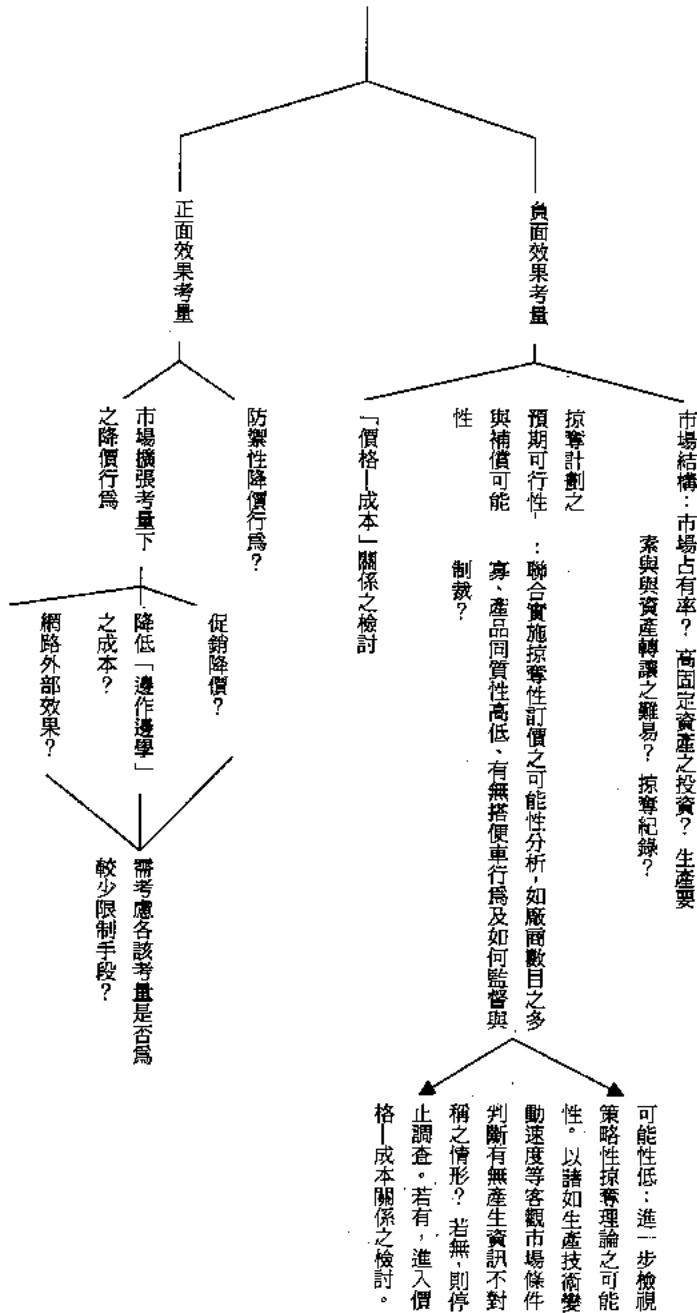 負面效果考量
市場結構：市場占有率？高固定資產之投資？生產要
素與與資產轉讓之難易？掠奪紀錄？
掠奪計劃之
預期可行性
與補償可能
性
：聯合實施掠奪性訂價之可能性分析，如廠商數目之多
寡、產品同質性高低、有無搭便車行為及如何監督與
制裁？
可能性低：進一步檢視
策略性掠奪理論之可能
性。以諸如生產技術變
動速度等客觀市場條件
判斷有無產生資訊不對
稱之情形？若無，則停
止調查。若有，進入價
格—成本關係之檢討。
「價格—成本」關係之檢討
正面效果考量
防禦性降價行為？
市場擴張考量下
之降價行為
促銷降價？
降低「邊作邊學」
之成本？
網路外部效果？
需考慮各該考量是否為
較少限制手段？